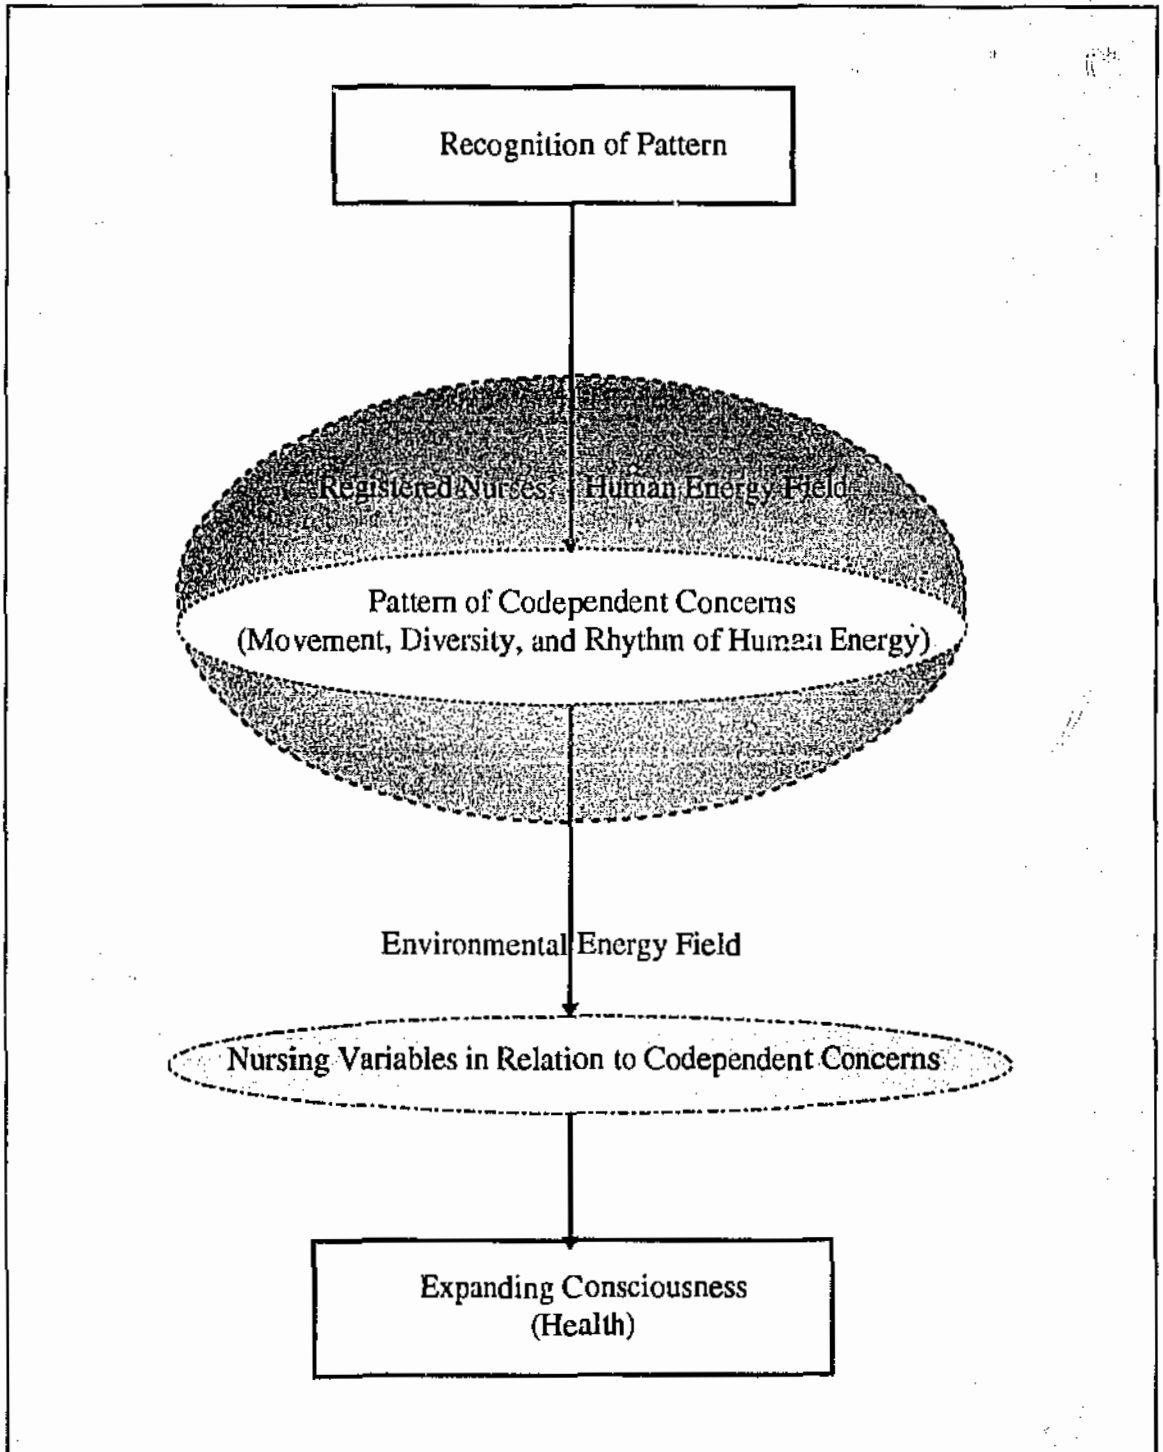 Recognition of Pattern
Registered Nurses' Human Energy Field
Pattern of Codependent Concerns
(Movement, Diversity, and Rhythm of Human Energy)
Environmental Energy Field
Nursing Variables in Relation to Codependent Concerns
Expanding Consciousness
(Health)